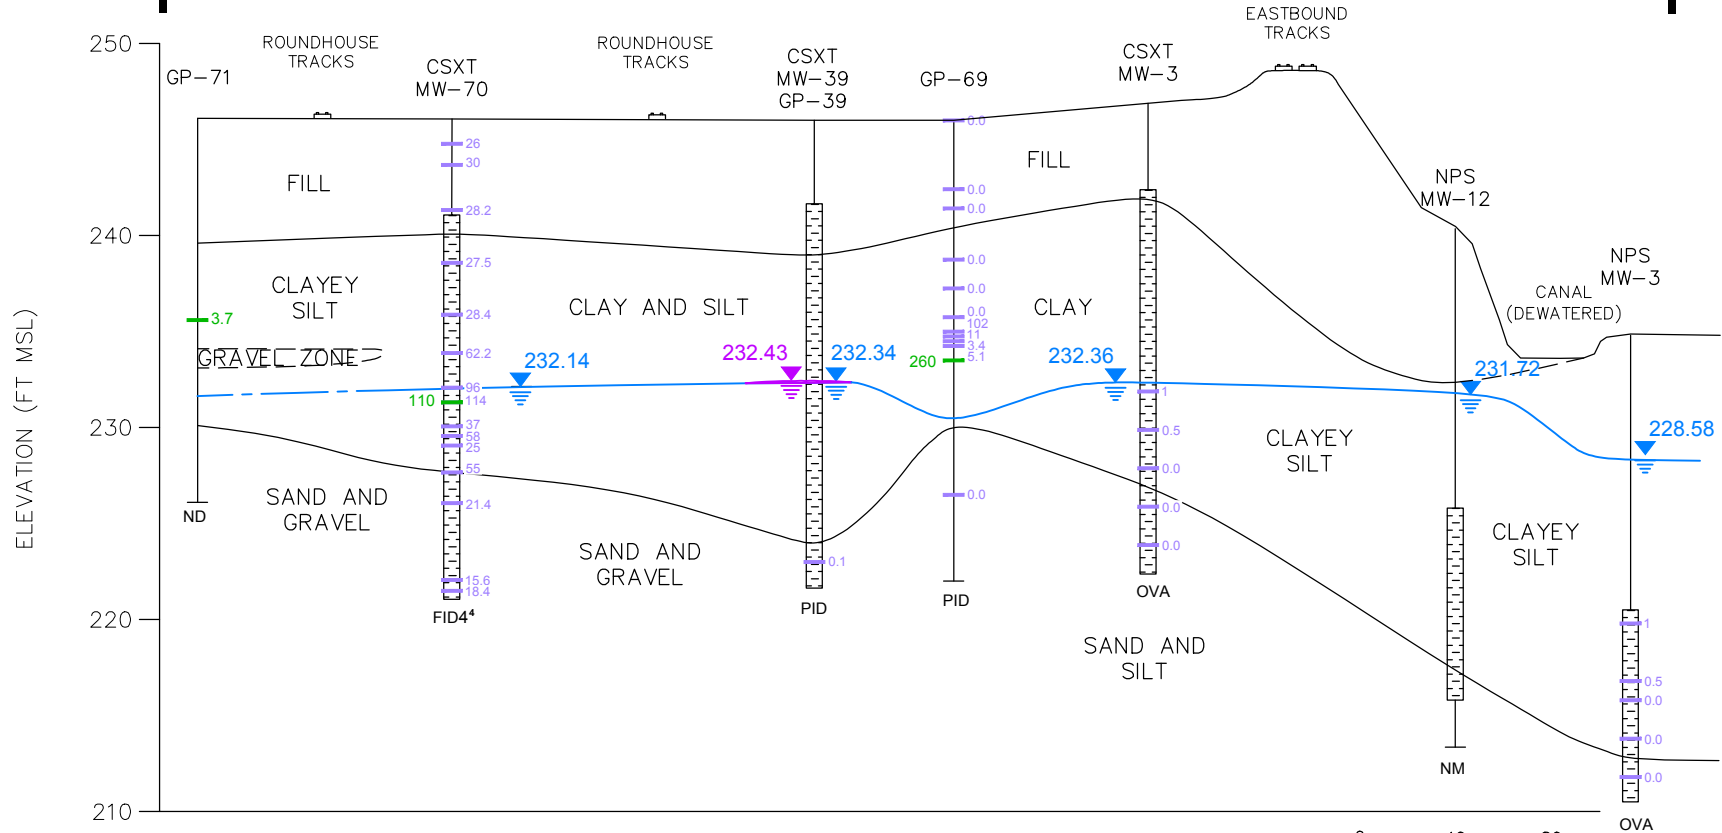 EASTBOUND
TRACKS
250
ROUNDHOUSE
TRACKS
ROUNDHOUSE
TRACKS
GP-71
CSXT
MW-70
CSXT
MW-39
GP-39
GP-69
CSXT
MW-3
0.0
26
30
FILL
FILL
0.0
0.0
28.2
NPS
MW-12
240
27.5
0.0
NPS
MW-3
CLAYEY
SILT
CLAY AND SILT
CLAY
0.0
CANAL
(DEWATERED)
3.7
28.4
0.0
102
11
3.4
5.1
260
GRAVEL ZONE
62.2
232.14
232.43
232.34
232.36
231.72
96
110
114
1
ELEVATION (FT MSL)
230
37
58
25
0.5
CLAYEY
SILT
228.58
55
0.0
SAND AND
GRAVEL
21.4
0.0
0.0
ND
CLAYEY
SILT
SAND AND
GRAVEL
0.1
0.0
15.6
18.4
FID4⁴
PID
PID
OVA
220
SAND AND
SILT
1
0.5
0.0
0.0
NM
0.0
210
OVA